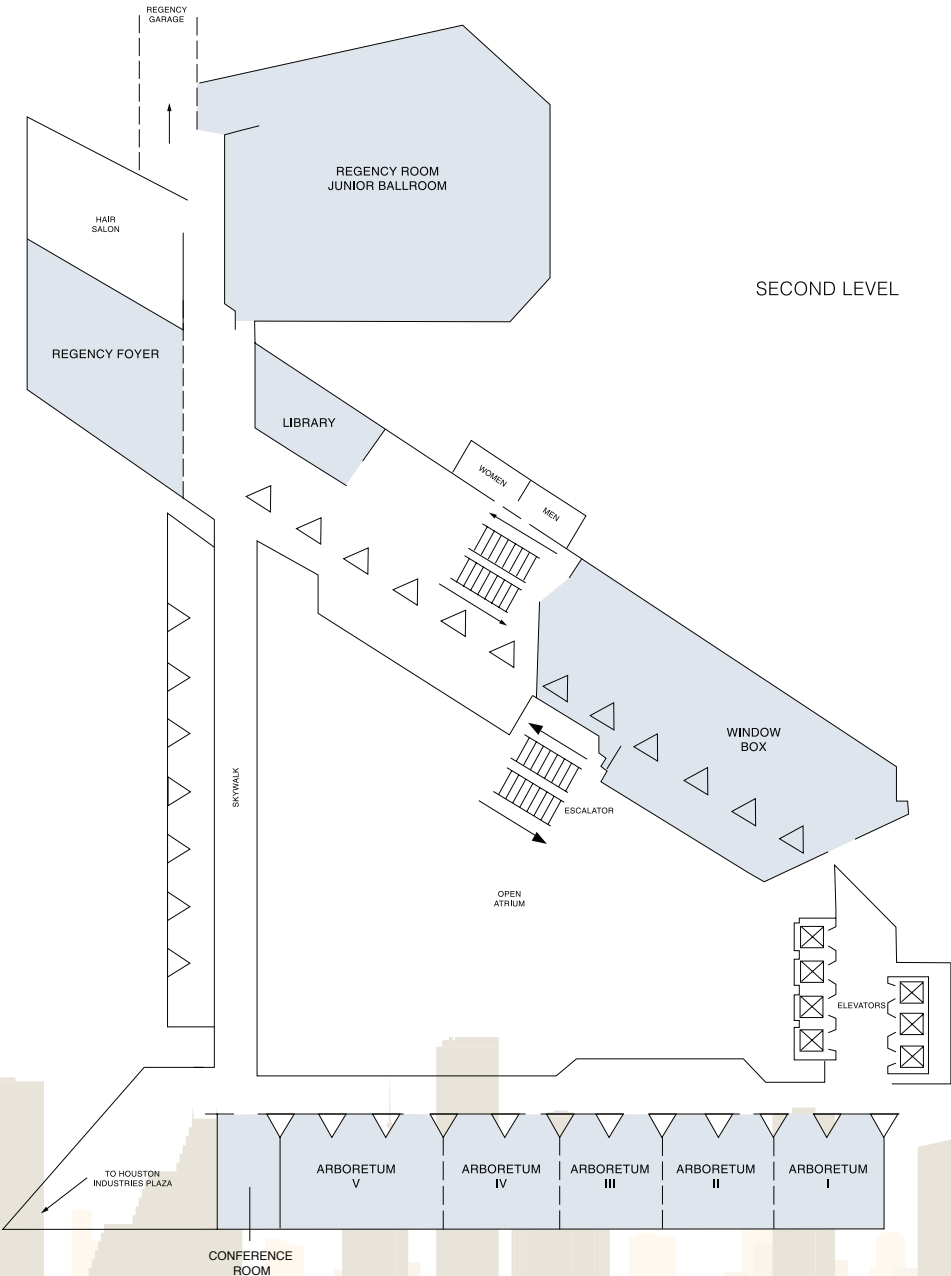 REGENCY
GARAGE
REGENCY ROOM
JUNIOR BALLROOM
HAIR
SALON
SECOND LEVEL
REGENCY FOYER
LIBRARY
WOMEN
MEN
WINDOW
BOX
SKYWALK
ESCALATOR
OPEN
ATRIUM
ELEVATORS
TO HOUSTON
INDUSTRIES PLAZA
ARBORETUM
V
ARBORETUM
IV
ARBORETUM
III
ARBORETUM
II
ARBORETUM
I
CONFERENCE
ROOM